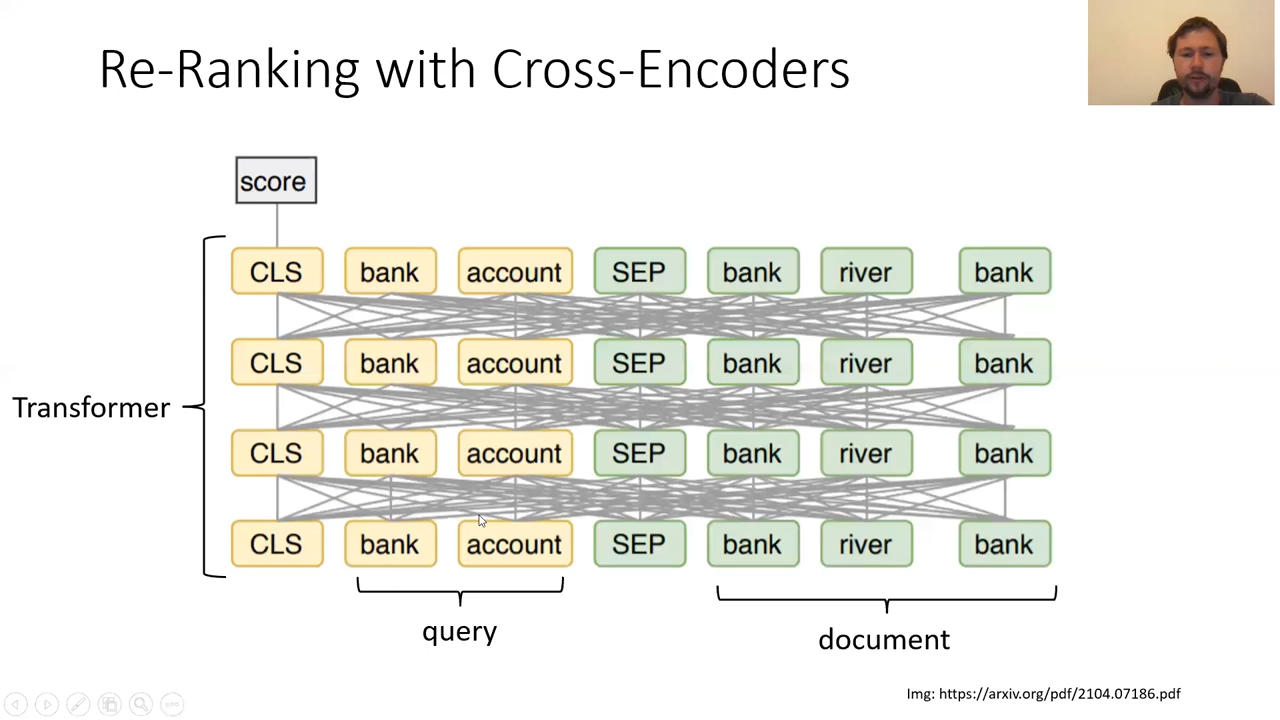 Re-Ranking with Cross-Encoders
score
CLS bank account SEP bank river bank
CLS bank account SEP bank river bank
Transformer
CLS bank account SEP bank river bank
CLS bank account SEP bank river bank
query
document
Img: https://arxiv.org/pdf/2104.07186.pdf